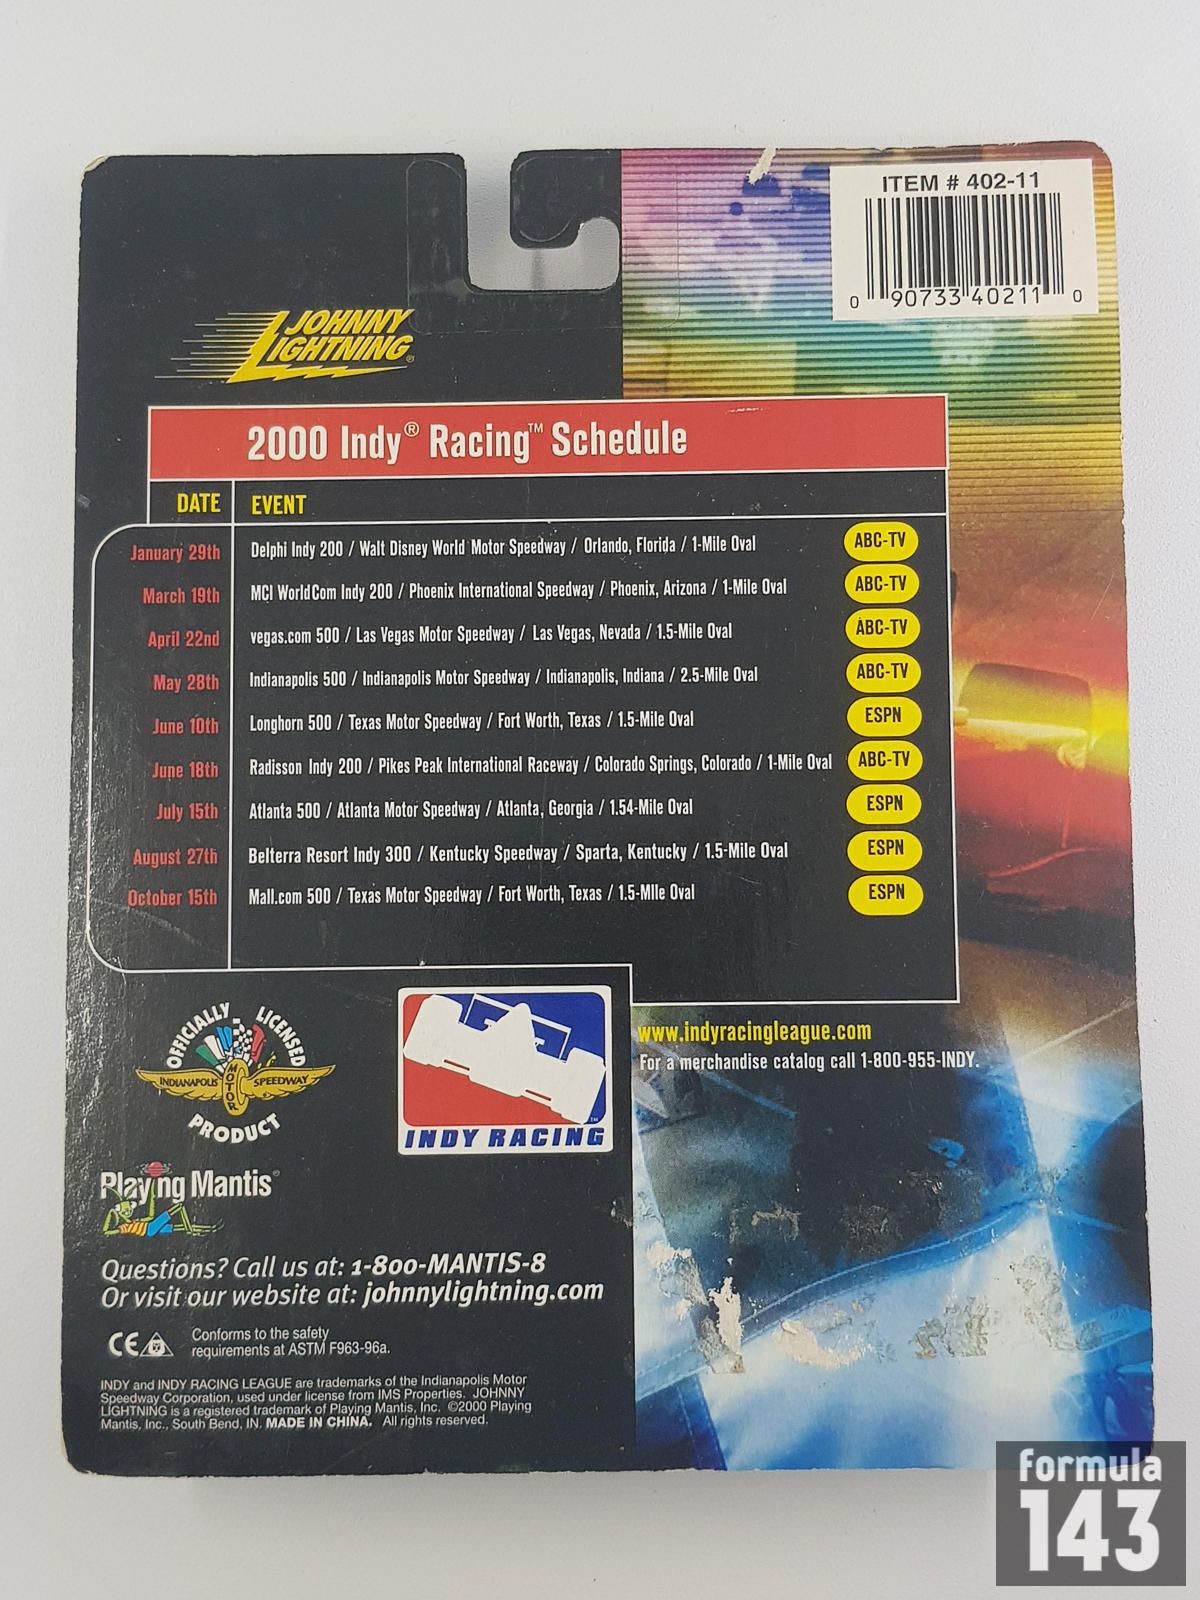 ITEM # 402-11
0 90733 40211 0
JOHNNY
LIGHTNING®
2000 Indy® Racing™ Schedule
DATE EVENT
January 29th Delphi Indy 200 / Walt Disney World Motor Speedway / Orlando, Florida / 1-Mile Oval ABC-TV
March 19th MCI WorldCom Indy 200 / Phoenix International Speedway / Phoenix, Arizona / 1-Mile Oval ABC-TV
April 22nd vegas.com 500 / Las Vegas Motor Speedway / Las Vegas, Nevada / 1.5-Mile Oval ABC-TV
May 28th Indianapolis 500 / Indianapolis Motor Speedway / Indianapolis, Indiana / 2.5-Mile Oval ABC-TV
June 10th Longhorn 500 / Texas Motor Speedway / Fort Worth, Texas / 1.5-Mile Oval ESPN
June 18th Radisson Indy 200 / Pikes Peak International Raceway / Colorado Springs, Colorado / 1-Mile Oval ABC-TV
July 15th Atlanta 500 / Atlanta Motor Speedway / Atlanta, Georgia / 1.54-Mile Oval ESPN
August 27th Belterra Resort Indy 300 / Kentucky Speedway / Sparta, Kentucky / 1.5-Mile Oval ESPN
October 15th Mall.com 500 / Texas Motor Speedway / Fort Worth, Texas / 1.5-MIle Oval ESPN
OFFICIALLY LICENSED
INDIANAPOLIS MOTOR SPEEDWAY
PRODUCT
INDY RACING
™
www.indyracingleague.com
For a merchandise catalog call 1-800-955-INDY.
Playing Mantis®
Questions? Call us at: 1-800-MANTIS-8
Or visit our website at: johnnylightning.com
CE
Conforms to the safety
requirements at ASTM F963-96a.
INDY and INDY RACING LEAGUE are trademarks of the Indianapolis Motor
Speedway Corporation, used under license from IMS Properties. JOHNNY
LIGHTNING is a registered trademark of Playing Mantis, Inc. ©2000 Playing
Mantis, Inc., South Bend, IN. MADE IN CHINA. All rights reserved.
formula
143